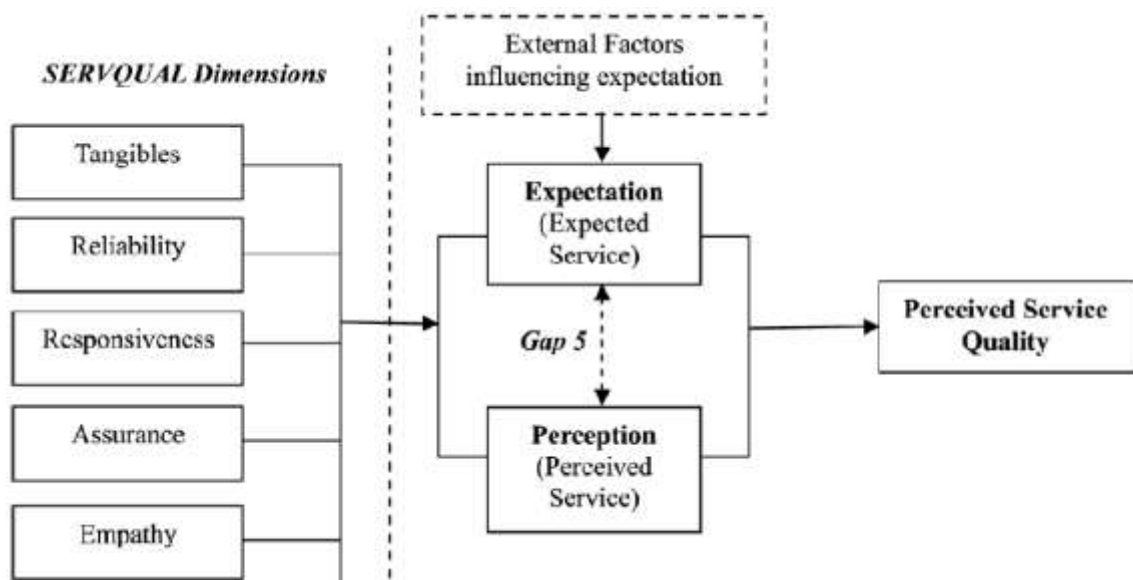 SERVQUAL Dimensions
Tangibles
Reliability
Responsiveness
Assurance
Empathy
External Factors
influencing expectation
Expectation
(Expected
Service)
Gap 5
Perception
(Perceived
Service)
Perceived Service
Quality